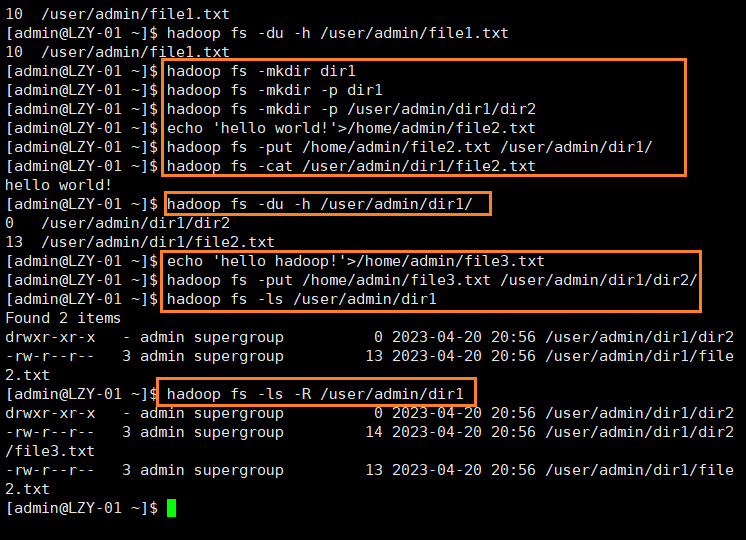 10  /user/admin/file1.txt
[admin@LZY-01 ~]$ hadoop fs -du -h /user/admin/file1.txt
10  /user/admin/file1.txt
[admin@LZY-01 ~]$ hadoop fs -mkdir dir1
[admin@LZY-01 ~]$ hadoop fs -mkdir -p dir1
[admin@LZY-01 ~]$ hadoop fs -mkdir -p /user/admin/dir1/dir2
[admin@LZY-01 ~]$ echo 'hello world!'>/home/admin/file2.txt
[admin@LZY-01 ~]$ hadoop fs -put /home/admin/file2.txt /user/admin/dir1/
[admin@LZY-01 ~]$ hadoop fs -cat /user/admin/dir1/file2.txt
hello world!
[admin@LZY-01 ~]$ hadoop fs -du -h /user/admin/dir1/
0   /user/admin/dir1/dir2
13  /user/admin/dir1/file2.txt
[admin@LZY-01 ~]$ echo 'hello hadoop!'>/home/admin/file3.txt
[admin@LZY-01 ~]$ hadoop fs -put /home/admin/file3.txt /user/admin/dir1/dir2/
[admin@LZY-01 ~]$ hadoop fs -ls /user/admin/dir1
Found 2 items
drwxr-xr-x   - admin supergroup          0 2023-04-20 20:56 /user/admin/dir1/dir2
-rw-r--r--   3 admin supergroup         13 2023-04-20 20:56 /user/admin/dir1/file
2.txt
[admin@LZY-01 ~]$ hadoop fs -ls -R /user/admin/dir1
drwxr-xr-x   - admin supergroup          0 2023-04-20 20:56 /user/admin/dir1/dir2
-rw-r--r--   3 admin supergroup         14 2023-04-20 20:56 /user/admin/dir1/dir2
/file3.txt
-rw-r--r--   3 admin supergroup         13 2023-04-20 20:56 /user/admin/dir1/file
2.txt
[admin@LZY-01 ~]$